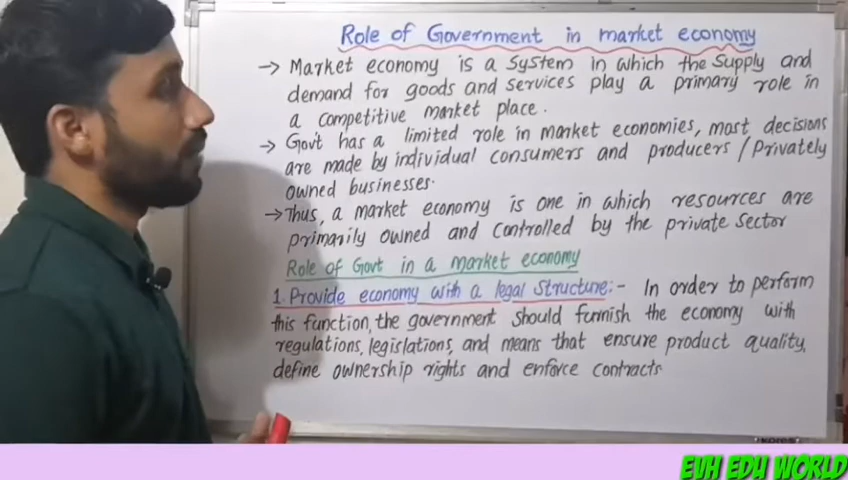 Role of Government in market economy
→ Market economy is a System in which the Supply and
demand for goods and services play a primary role in
a competitive market place.
→ Gov't has a limited role in market economies, most decisions
are made by individual consumers and producers / Privately
owned businesses.
→ Thus, a market economy is one in which resources are
primarily owned and controlled by the private sector
Role of Govt in a market economy
1. Provide economy with a legal Structure:- In order to perform
this function, the government should furnish the economy with
regulations, legislations, and means that ensure product quality,
define ownership rights and enforce contracts
EVH EDU WORLD